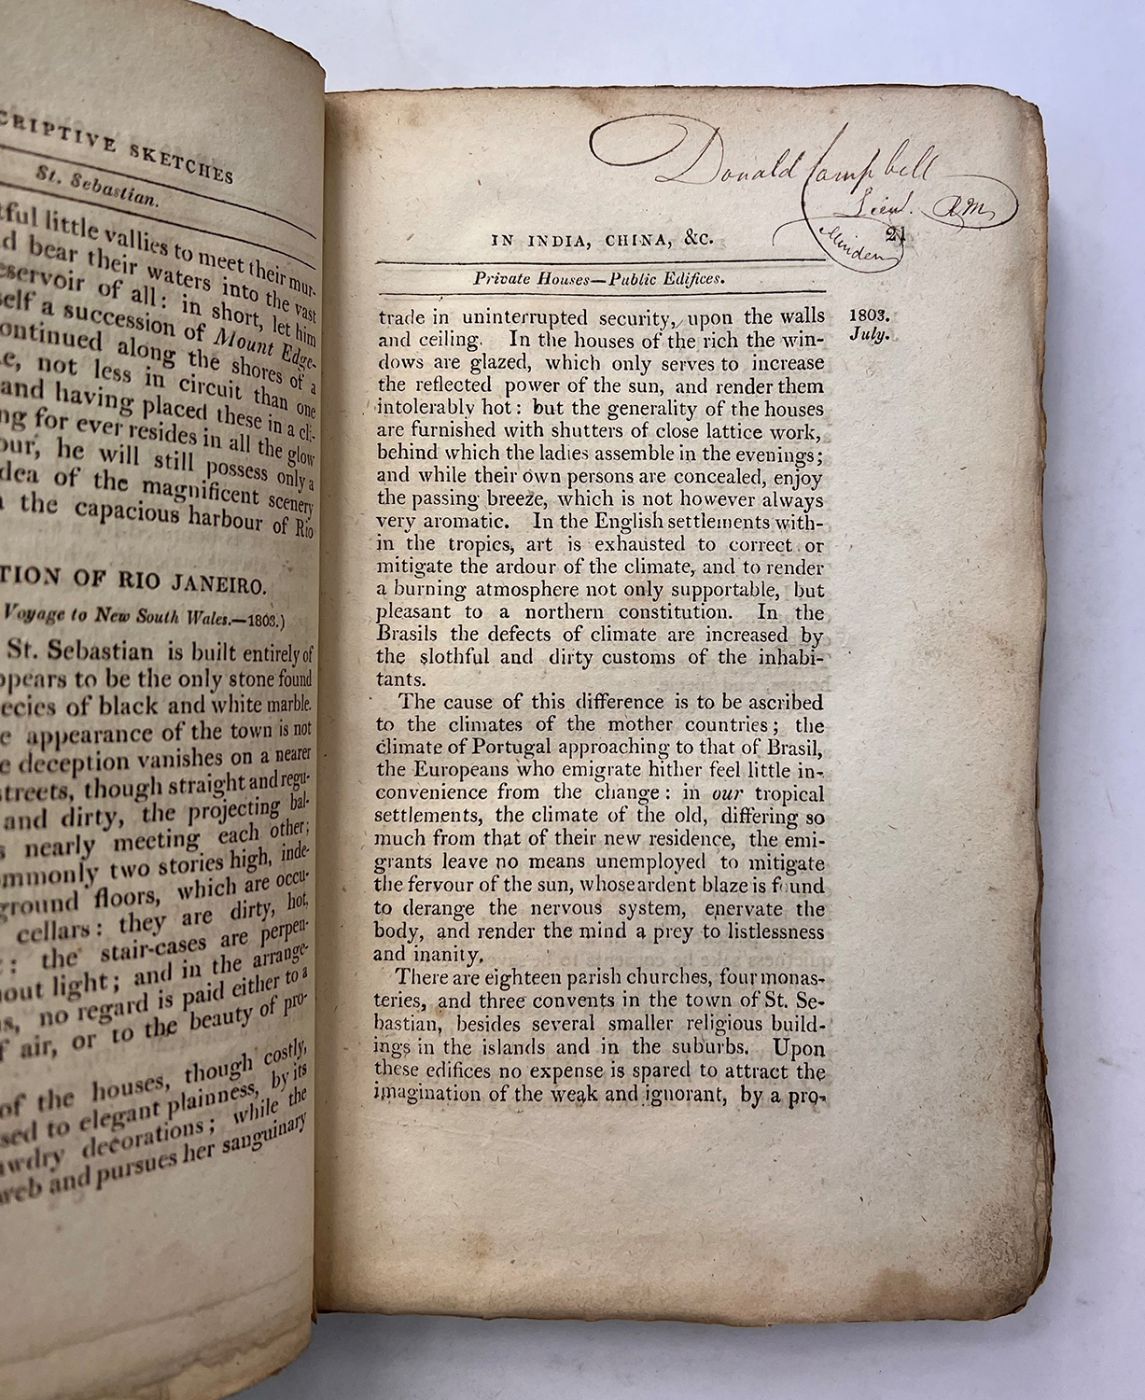 CRIPTIVE SKETCHES
St. Sebastian.
tful little vallies to meet their mur-
d bear their waters into the vast
eservoir of all: in short, let him
self a succession of Mount Edge-
ontinued along the shores of a
e, not less in circuit than one
and having placed these in a cli-
ng for ever resides in all the glow
our, he will still possess only a
dea of the magnificent scenery
the capacious harbour of Rio
TION OF RIO JANEIRO.
Voyage to New South Wales.—1803.)
St. Sebastian is built entirely of
ppears to be the only stone found
ecies of black and white marble.
e appearance of the town is not
e deception vanishes on a nearer
streets, though straight and regu-
and dirty, the projecting bal-
s nearly meeting each other;
ommonly two stories high, inde-
ground floors, which are occu-
cellars: they are dirty, hot,
: the stair-cases are perpen-
out light; and in the arrange-
s, no regard is paid either to a
f air, or to the beauty of pro-
of the houses, though costly,
sed to elegant plainness, by its
awdry decorations; while the
web and pursues her sanguinary
Donald Campbell
Lieut. RM
Minden
21
IN INDIA, CHINA, &C.
Private Houses—Public Edifices.
1803.
July.
trade in uninterrupted security, upon the walls
and ceiling. In the houses of the rich the win-
dows are glazed, which only serves to increase
the reflected power of the sun, and render them
intolerably hot: but the generality of the houses
are furnished with shutters of close lattice work,
behind which the ladies assemble in the evenings;
and while their own persons are concealed, enjoy
the passing breeze, which is not however always
very aromatic. In the English settlements with-
in the tropics, art is exhausted to correct or
mitigate the ardour of the climate, and to render
a burning atmosphere not only supportable, but
pleasant to a northern constitution. In the
Brasils the defects of climate are increased by
the slothful and dirty customs of the inhabi-
tants.
The cause of this difference is to be ascribed
to the climates of the mother countries; the
climate of Portugal approaching to that of Brasil,
the Europeans who emigrate hither feel little in-
convenience from the change: in our tropical
settlements, the climate of the old, differing so
much from that of their new residence, the emi-
grants leave no means unemployed to mitigate
the fervour of the sun, whose ardent blaze is found
to derange the nervous system, enervate the
body, and render the mind a prey to listlessness
and inanity.
There are eighteen parish churches, four monas-
teries, and three convents in the town of St. Se-
bastian, besides several smaller religious build-
ings in the islands and in the suburbs. Upon
these edifices no expense is spared to attract the
imagination of the weak and ignorant, by a pro-